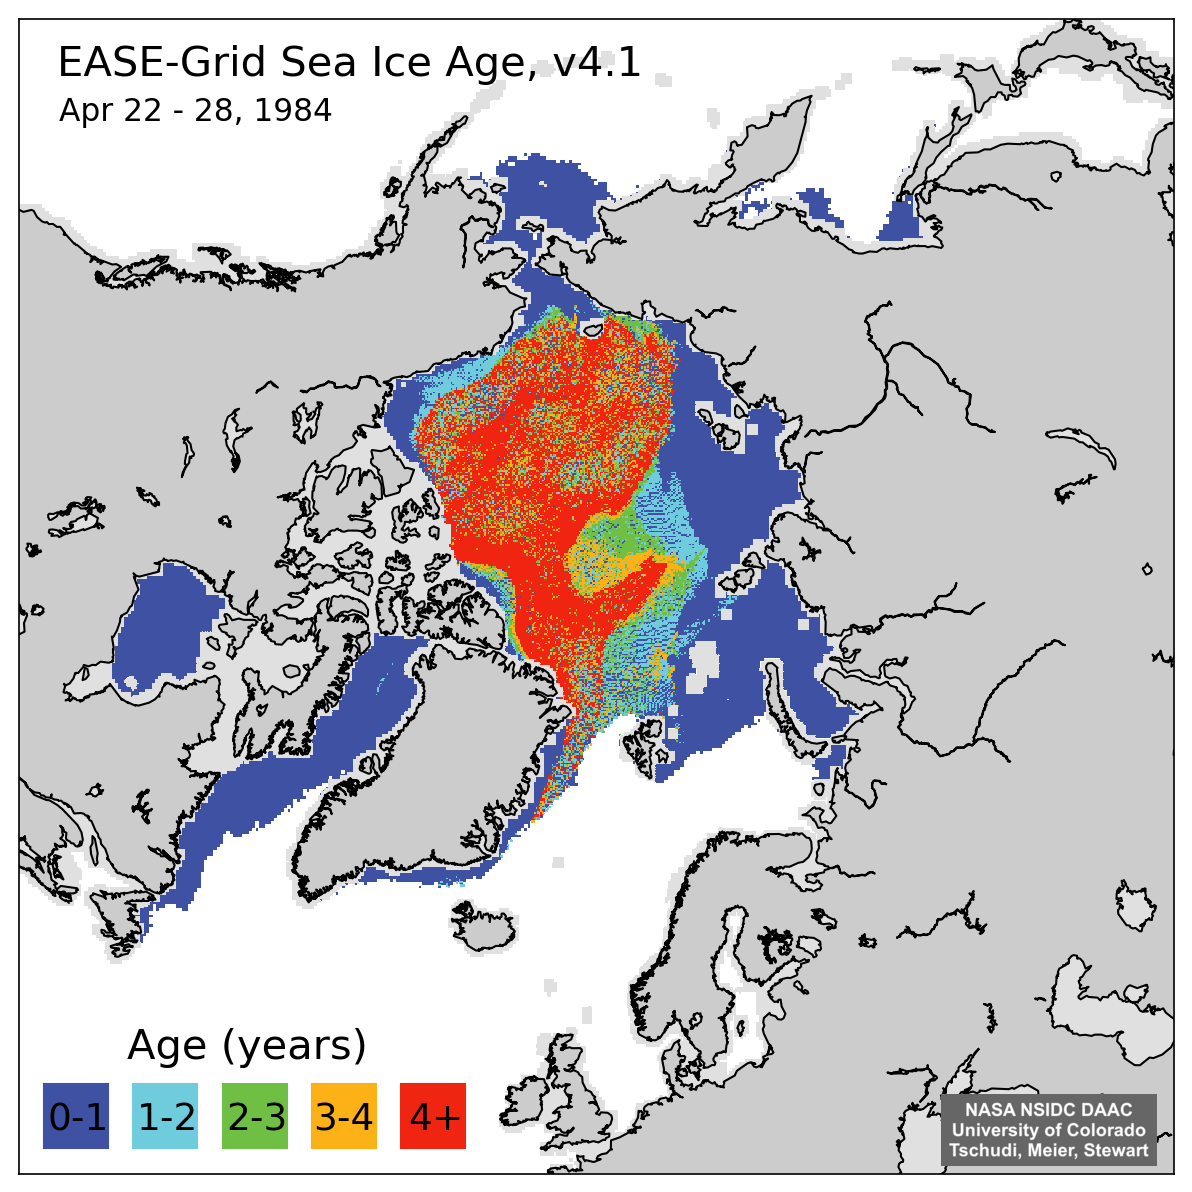 EASE-Grid Sea Ice Age, v4.1
Apr 22 - 28, 1984
Age (years)
0-1 1-2 2-3 3-4 4+
NASA NSIDC DAAC
University of Colorado
Tschudi, Meier, Stewart